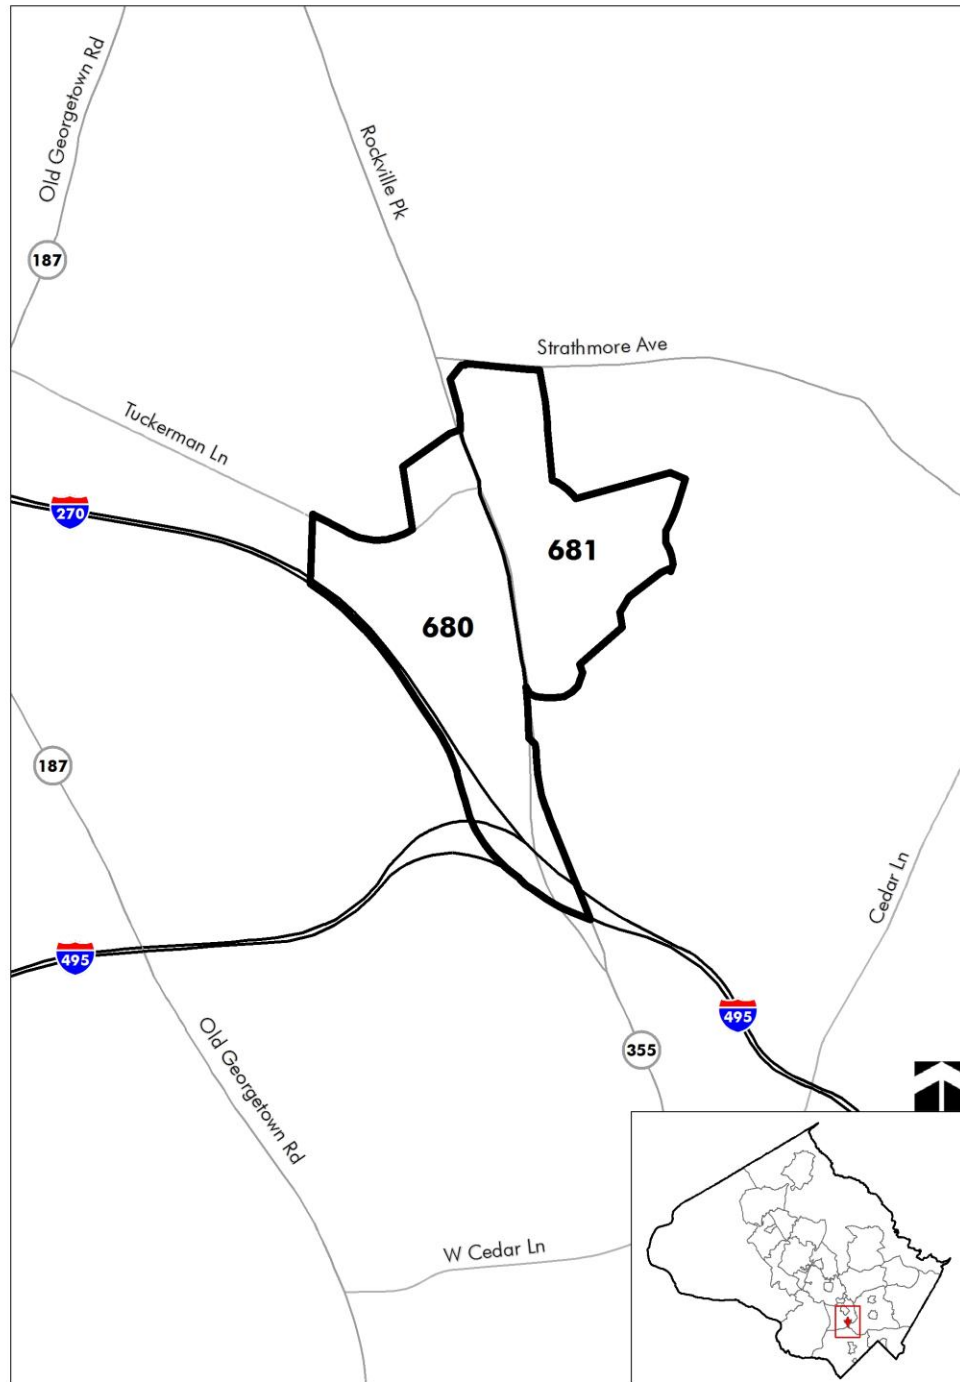 Old Georgetown Rd
Rockville Pk
187
Strathmore Ave
Tuckerman Ln
270
681
680
187
Cedar Ln
495
495
Old Georgetown Rd
355
W Cedar Ln